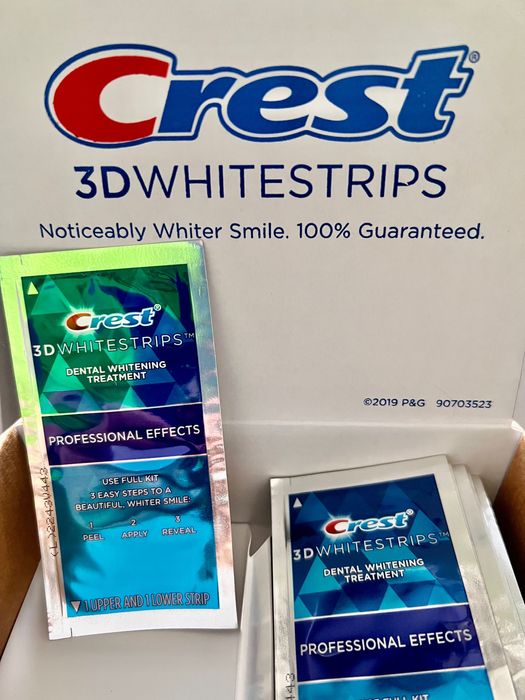 Crest®
3DWHITESTRIPS
Noticeably Whiter Smile. 100% Guaranteed.
©2019 P&G 90703523
Crest®
3DWHITESTRIPS™
DENTAL WHITENING
TREATMENT
PROFESSIONAL EFFECTS
USE FULL KIT
3 EASY STEPS TO A
BEAUTIFUL, WHITER SMILE:
1 2 3
PEEL APPLY REVEAL
1 UPPER AND 1 LOWER STRIP
Crest®
3DWHITESTRIPS™
DENTAL WHITENING
TREATMENT
PROFESSIONAL EFFECTS
FULL KIT